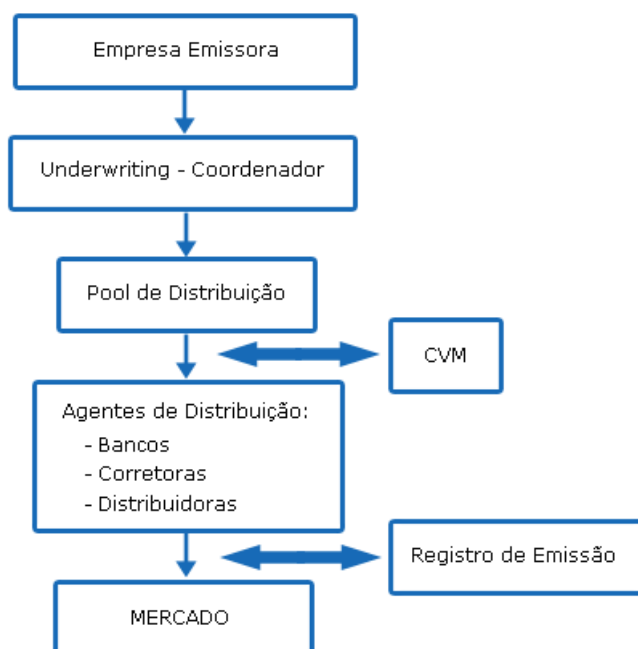 Empresa Emissora
Underwriting - Coordenador
Pool de Distribuição
CVM
Agentes de Distribuição:
- Bancos
- Corretoras
- Distribuidoras
Registro de Emissão
MERCADO